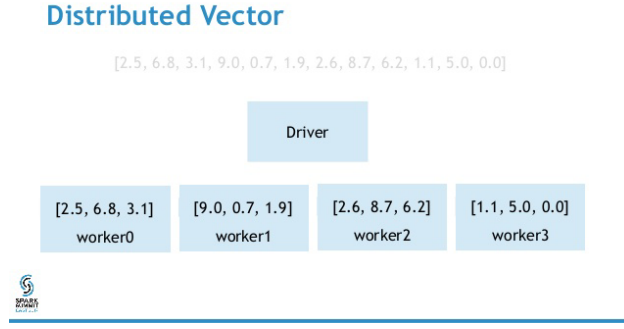 Distributed Vector
[2.5, 6.8, 3.1, 9.0, 0.7, 1.9, 2.6, 8.7, 6.2, 1.1, 5.0, 0.0]
Driver
[2.5, 6.8, 3.1]
worker0
[9.0, 0.7, 1.9]
worker1
[2.6, 8.7, 6.2]
worker2
[1.1, 5.0, 0.0]
worker3
SPARK
SUMMIT